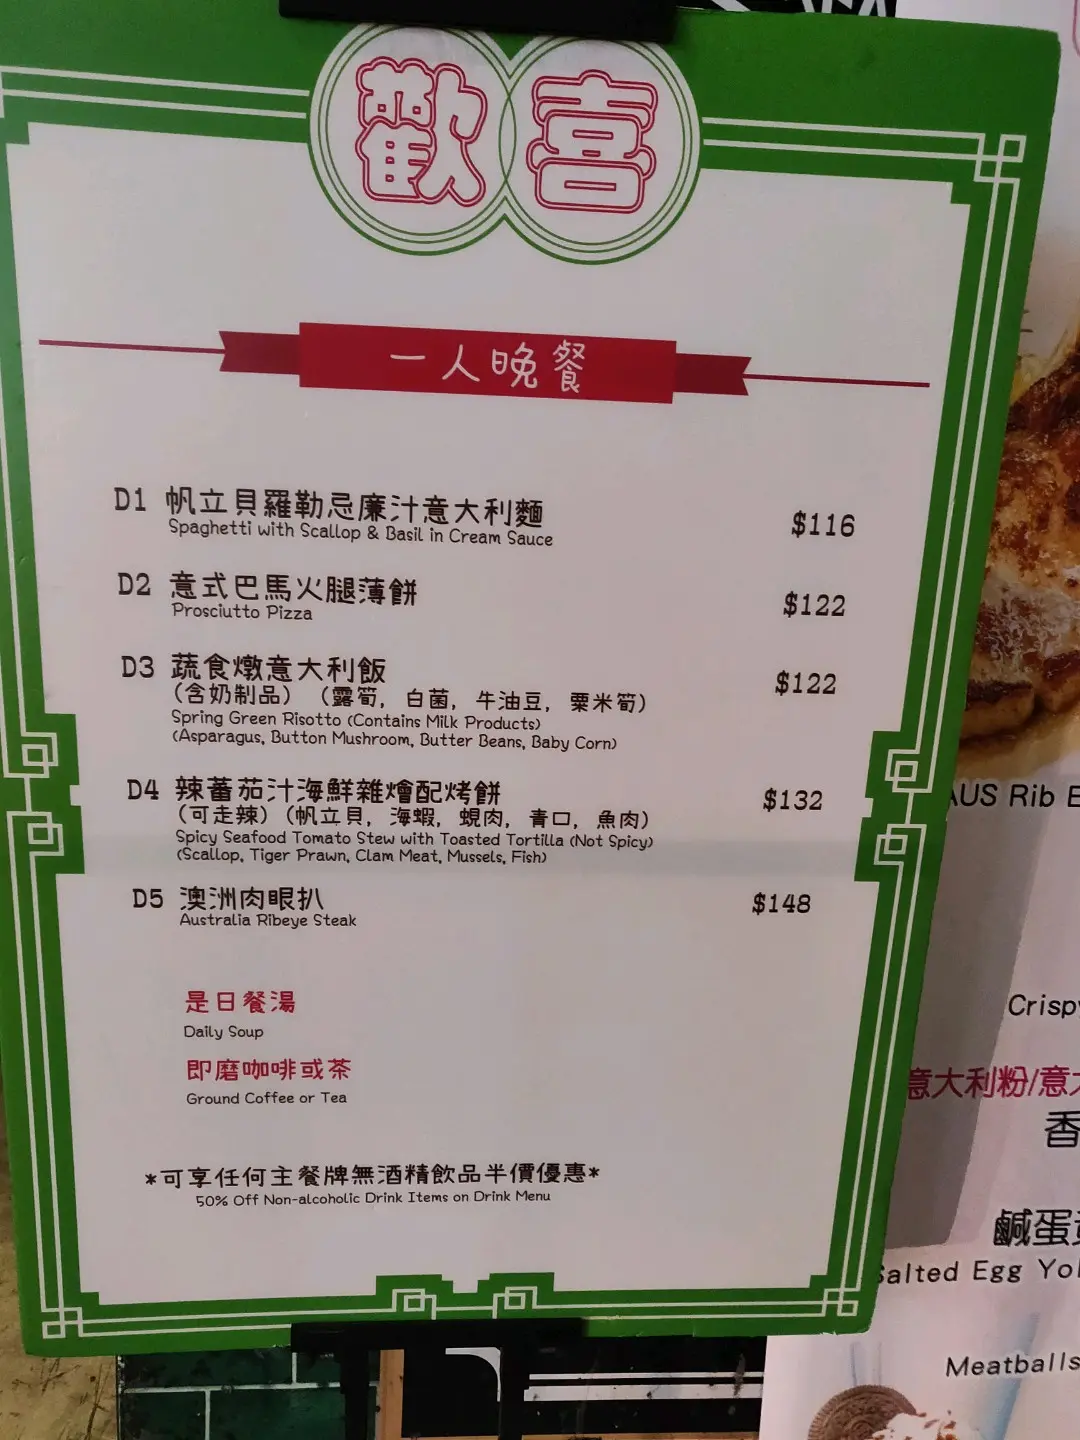 歡喜
一人晚餐
D1 帆立貝羅勒忌廉汁意大利麵
Spaghetti with Scallop & Basil in Cream Sauce
$116
D2 意式巴馬火腿薄餅
Prosciutto Pizza
$122
D3 蔬食燉意大利飯
(含奶制品) (露筍, 白菌, 牛油豆, 粟米筍)
Spring Green Risotto (Contains Milk Products)
(Asparagus, Button Mushroom, Butter Beans, Baby Corn)
$122
D4 辣蕃茄汁海鮮雜燴配烤餅
(可走辣) (帆立貝, 海蝦, 蜆肉, 青口, 魚肉)
Spicy Seafood Tomato Stew with Toasted Tortilla (Not Spicy)
(Scallop, Tiger Prawn, Clam Meat, Mussels, Fish)
$132
D5 澳洲肉眼扒
Australia Ribeye Steak
$148
是日餐湯
Daily Soup
即磨咖啡或茶
Ground Coffee or Tea
*可享任何主餐牌無酒精飲品半價優惠*
50% Off Non-alcoholic Drink Items on Drink Menu
AUS Rib
Crispy
意大利粉/意
香
鹹蛋
Salted Egg
Meatballs